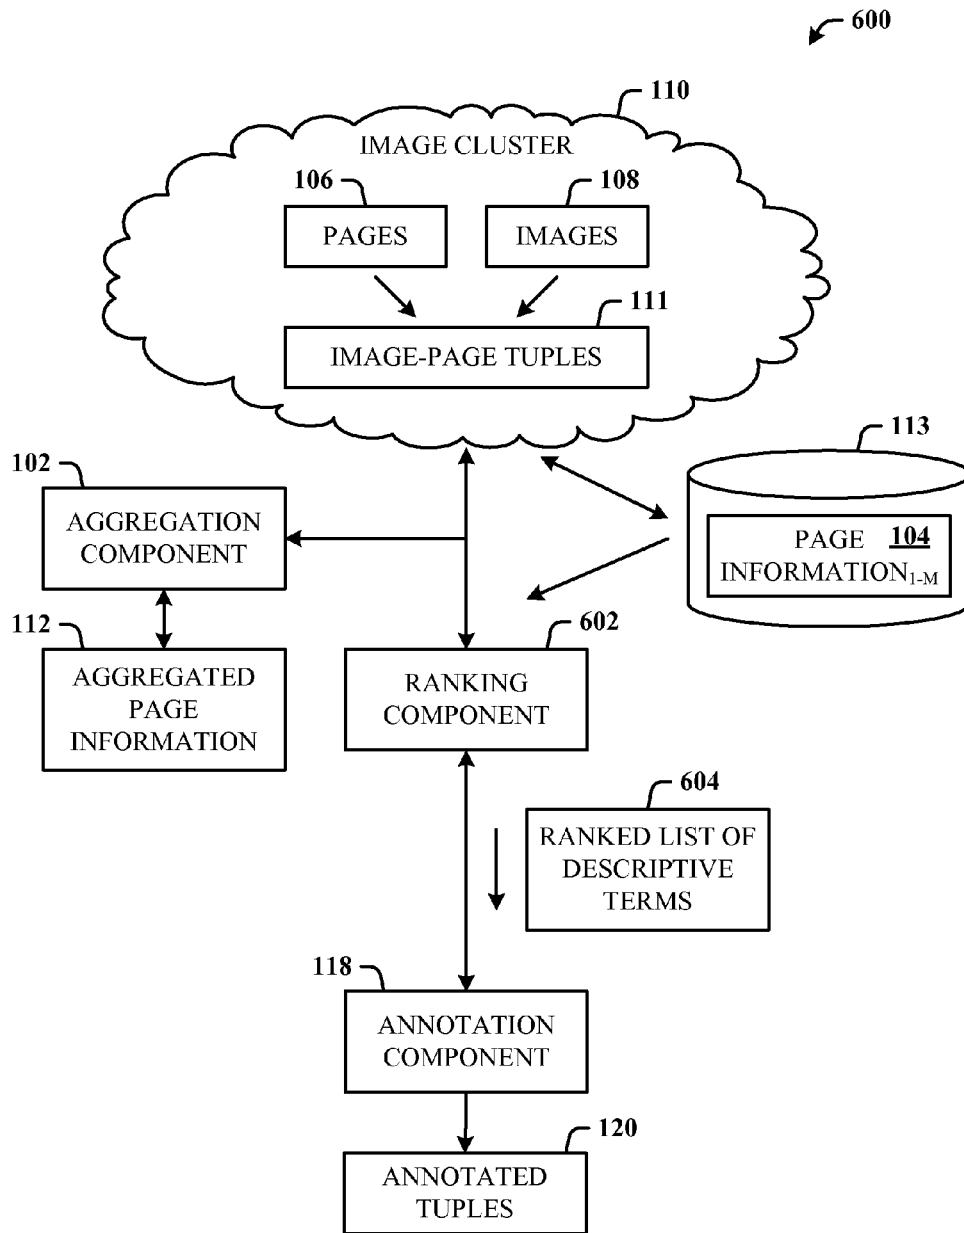 600
110
IMAGE CLUSTER
106
108
PAGES
IMAGES
111
IMAGE-PAGE TUPLES
113
102
AGGREGATION
COMPONENT
PAGE 104
INFORMATION1-M
112
602
AGGREGATED
PAGE
INFORMATION
RANKING
COMPONENT
604
RANKED LIST OF
DESCRIPTIVE
TERMS
118
ANNOTATION
COMPONENT
120
ANNOTATED
TUPLES